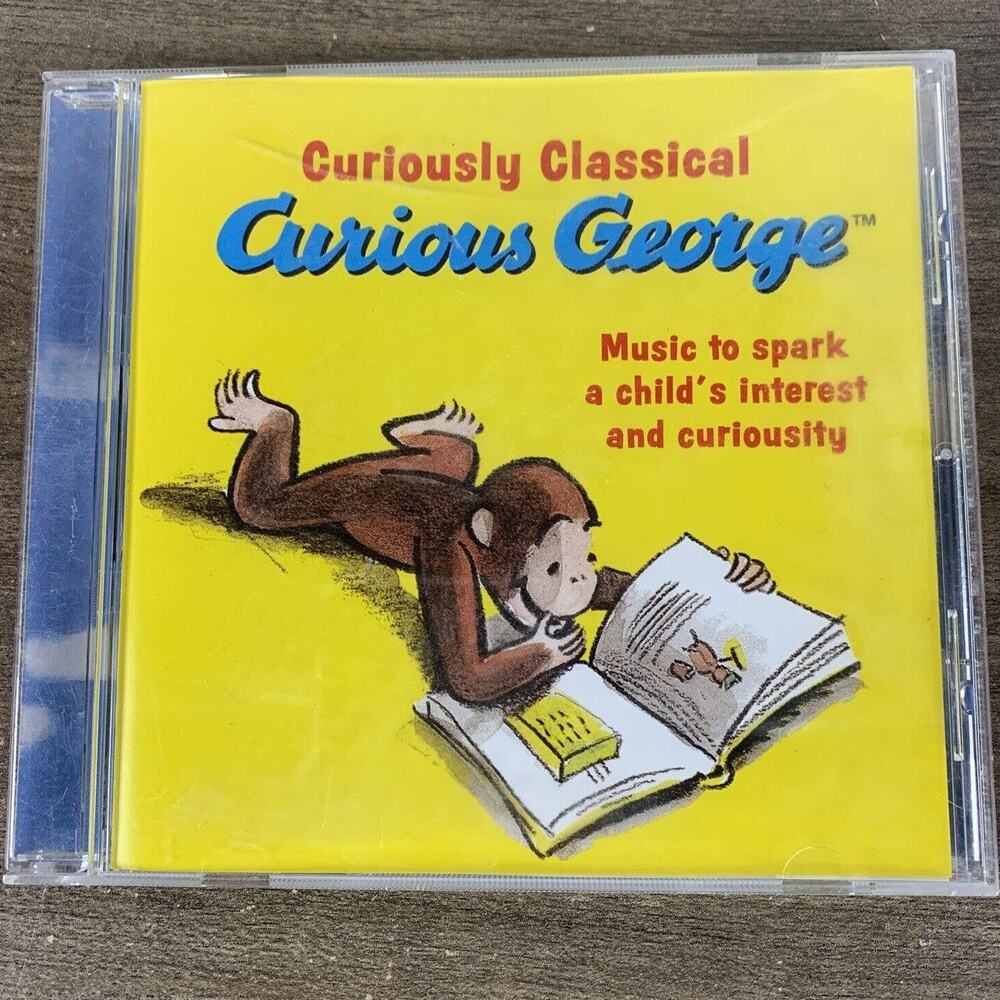 Curiously Classical
Curious George™
Music to spark
a child's interest
and curiousity